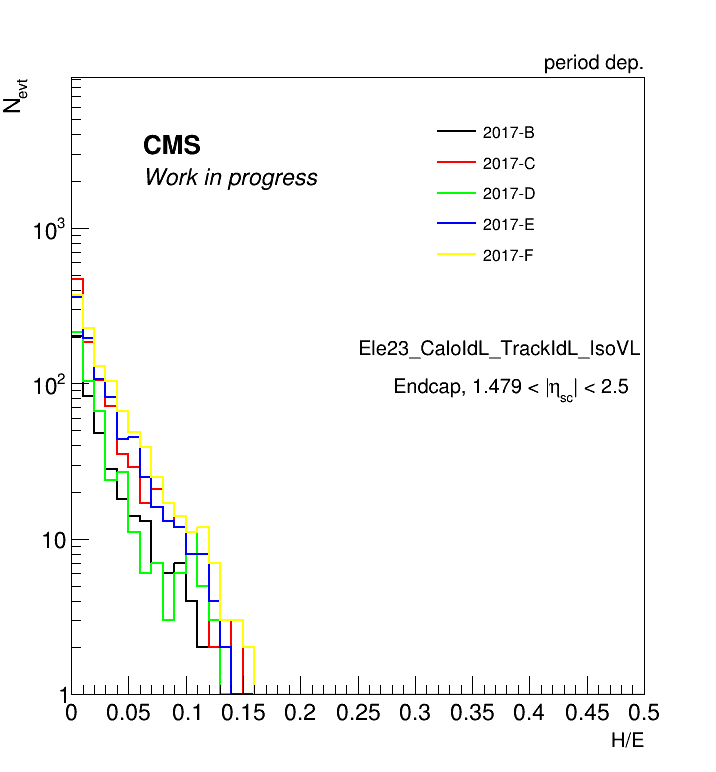 period dep.
N_evt
CMS
Work in progress
2017-B
2017-C
2017-D
2017-E
2017-F
Ele23_CaloIdL_TrackIdL_IsoVL
Endcap, 1.479 < |η_sc| < 2.5
10^3
10^2
10
1
0 0.05 0.1 0.15 0.2 0.25 0.3 0.35 0.4 0.45 0.5
H/E